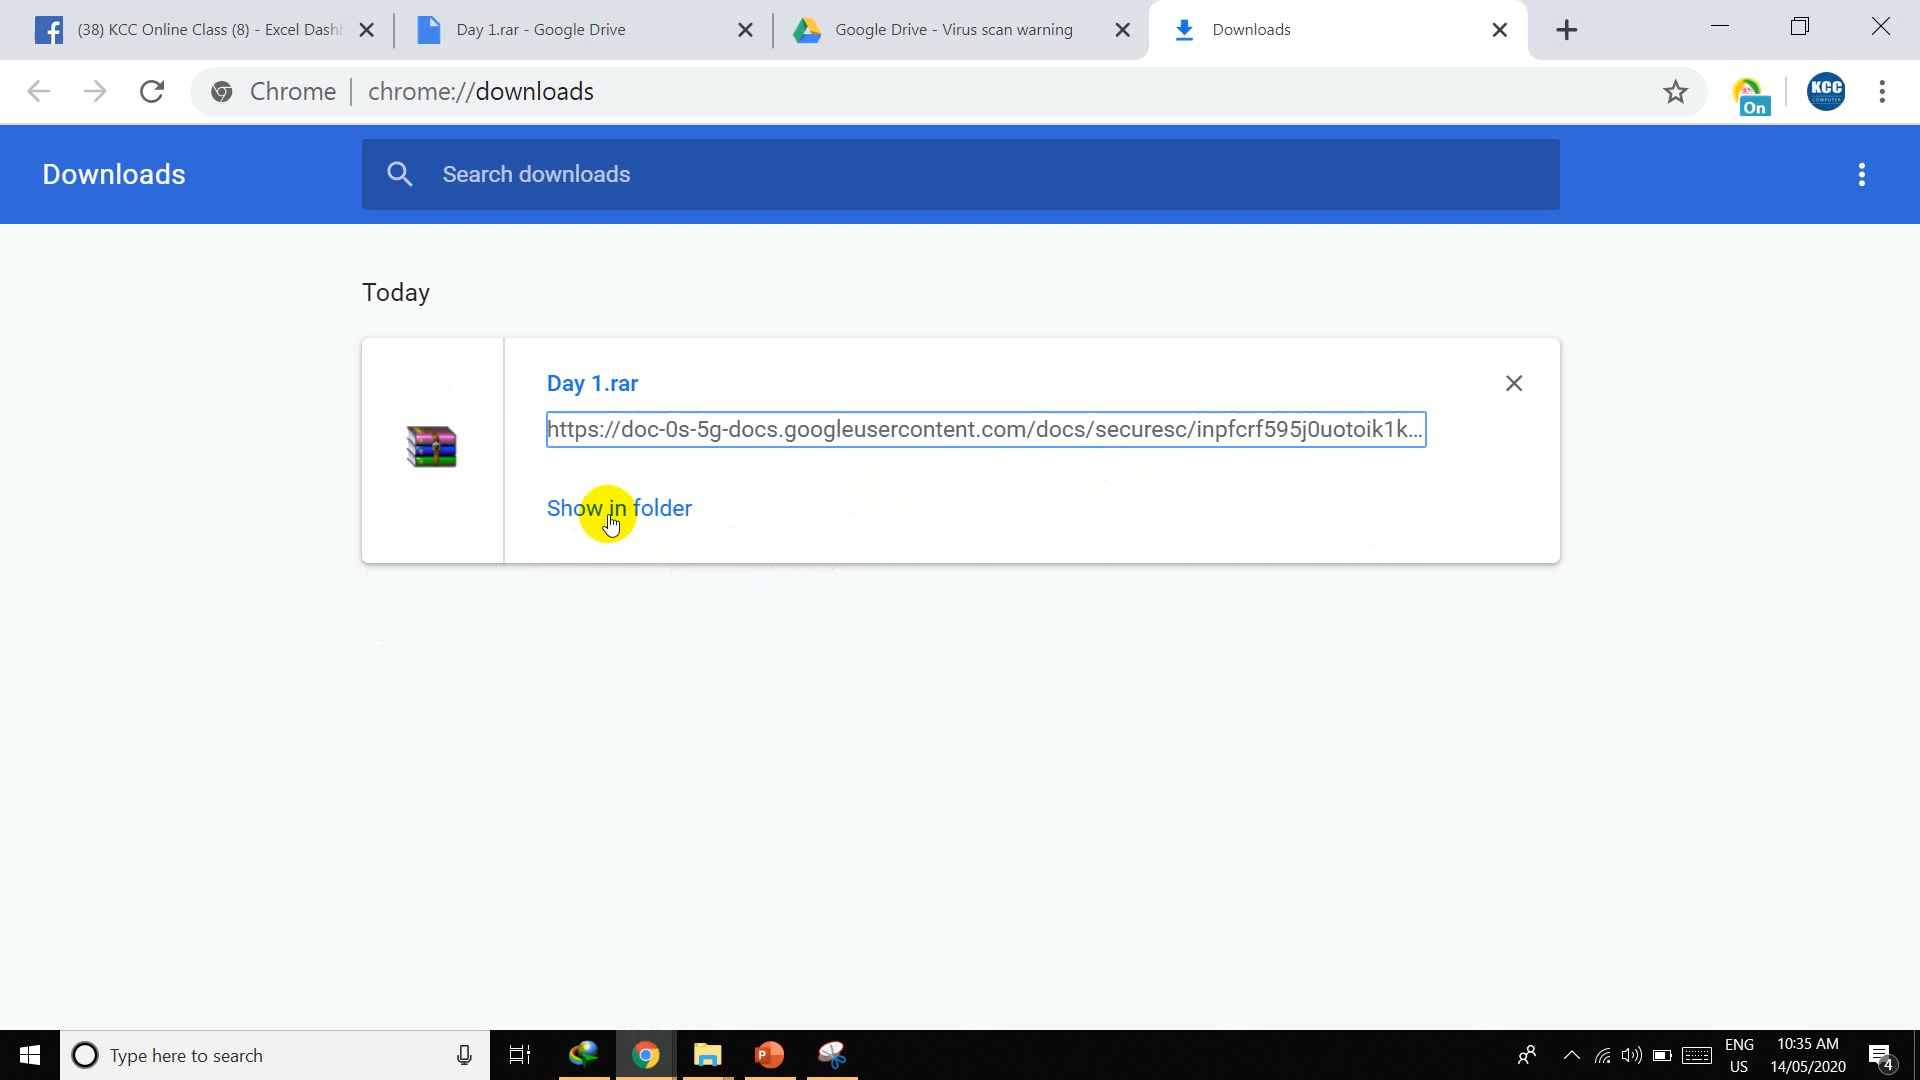 (38) KCC Online Class (8) - Excel Dash
Day 1.rar - Google Drive
Google Drive - Virus scan warning
Downloads
Chrome
chrome://downloads
On
KCC
COMPUTER
Downloads
Search downloads
Today
Day 1.rar
https://doc-0s-5g-docs.googleusercontent.com/docs/securesc/inpfcrf595j0uotoik1k...
Show in folder
Type here to search
ENG
US
10:35 AM
14/05/2020
4